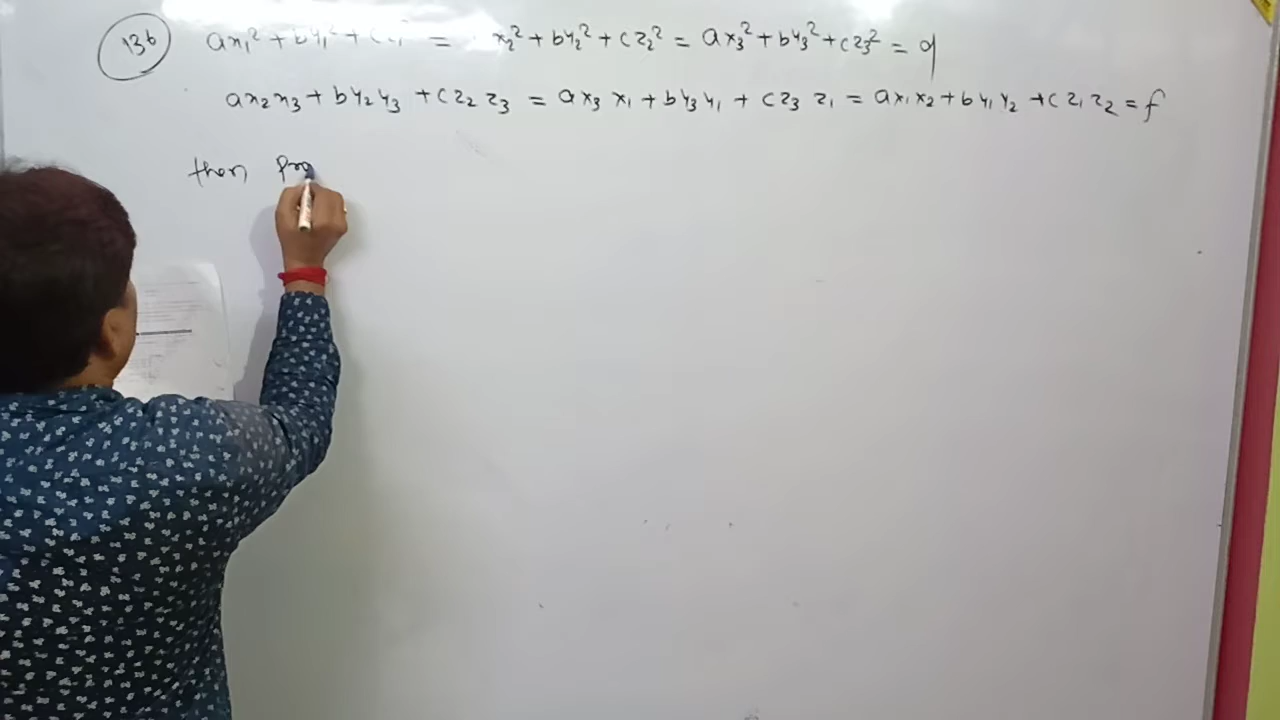 136 ax₁² + by₁² + cz₁² = x₂² + by₂² + cz₂² = ax₃² + by₃² + cz₃² = d
ax₂x₃ + by₂y₃ + cz₂z₃ = ax₃x₁ + by₃y₁ + cz₃z₁ = ax₁x₂ + by₁y₂ + cz₁z₂ = f
then pro